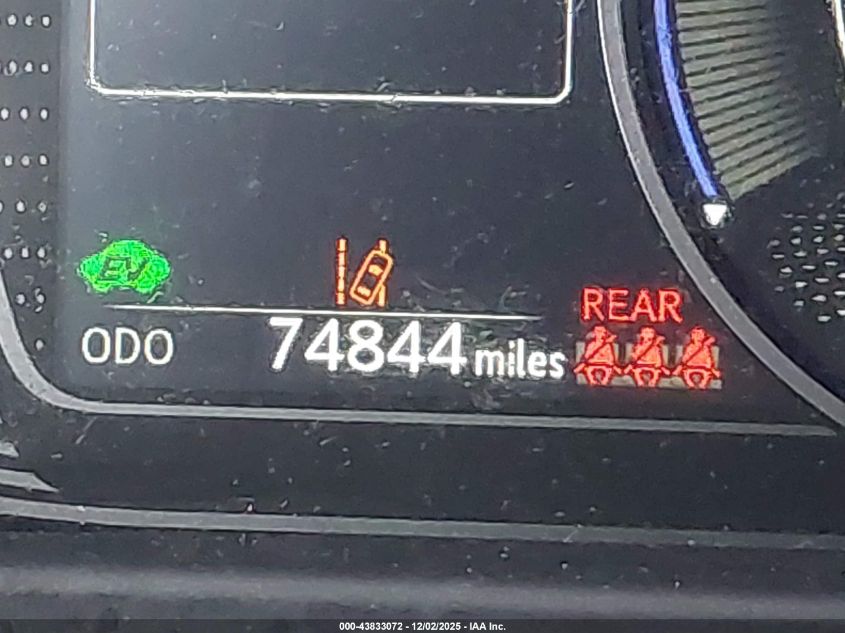 EV
REAR
ODO 74844 miles
000-43833072 - 12/02/2025 - IAA Inc.